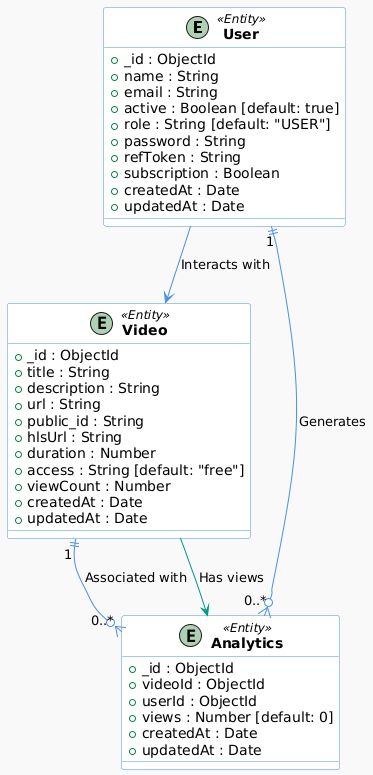 E «Entity»
User
_id : ObjectId
name : String
email : String
active : Boolean [default: true]
role : String [default: "USER"]
password : String
refToken : String
subscription : Boolean
createdAt : Date
updatedAt : Date
1
Interacts with
E «Entity»
Video
_id : ObjectId
title : String
description : String
url : String
public_id : String
hlsUrl : String
duration : Number
access : String [default: "free"]
viewCount : Number
createdAt : Date
updatedAt : Date
Generates
1
Associated with
Has views
0..*
0..*
E «Entity»
Analytics
_id : ObjectId
videoId : ObjectId
userId : ObjectId
views : Number [default: 0]
createdAt : Date
updatedAt : Date